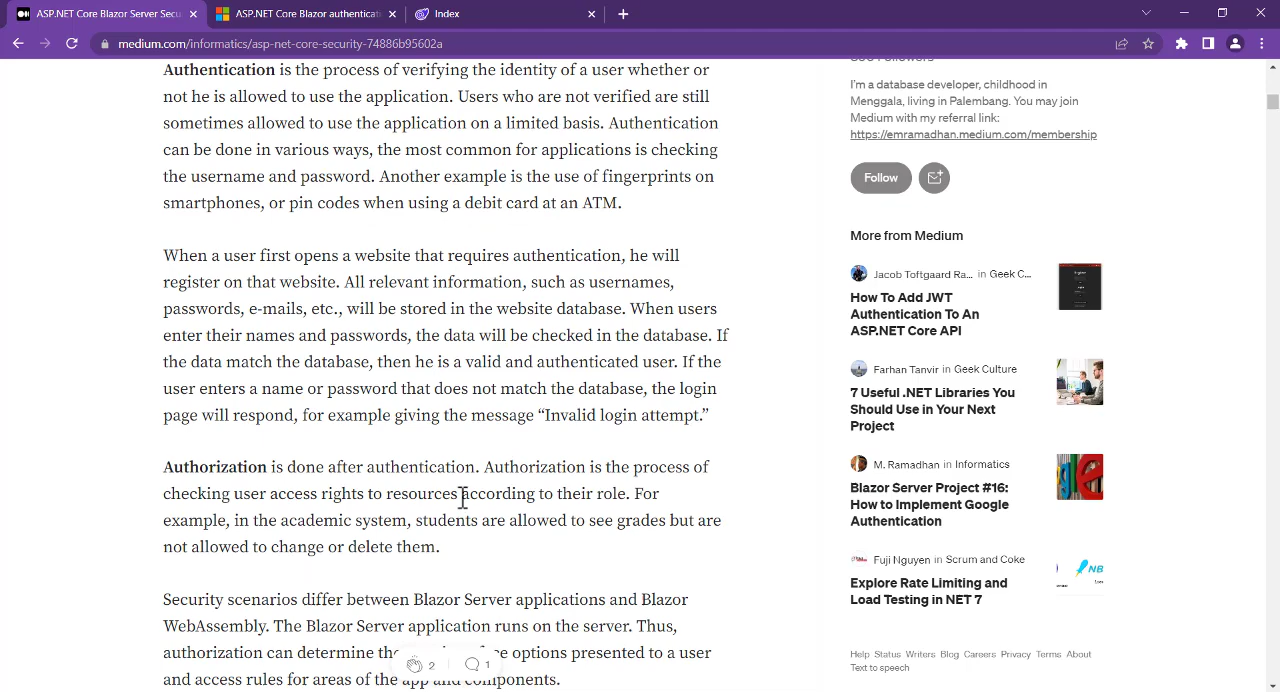 ASP.NET Core Blazor Server Secu
ASP.NET Core Blazor authenticat
Index
medium.com/informatics/asp-net-core-security-74886b95602a
Authentication is the process of verifying the identity of a user whether or
not he is allowed to use the application. Users who are not verified are still
sometimes allowed to use the application on a limited basis. Authentication
can be done in various ways, the most common for applications is checking
the username and password. Another example is the use of fingerprints on
smartphones, or pin codes when using a debit card at an ATM.
When a user first opens a website that requires authentication, he will
register on that website. All relevant information, such as usernames,
passwords, e-mails, etc., will be stored in the website database. When users
enter their names and passwords, the data will be checked in the database. If
the data match the database, then he is a valid and authenticated user. If the
user enters a name or password that does not match the database, the login
page will respond, for example giving the message “Invalid login attempt.”
Authorization is done after authentication. Authorization is the process of
checking user access rights to resources according to their role. For
example, in the academic system, students are allowed to see grades but are
not allowed to change or delete them.
Security scenarios differ between Blazor Server applications and Blazor
WebAssembly. The Blazor Server application runs on the server. Thus,
authorization can determine the options presented to a user
and access rules for areas of the app and components.
2
1
Followers
I’m a database developer, childhood in
Menggala, living in Palembang. You may join
Medium with my referral link:
https://emramadhan.medium.com/membership
Follow
More from Medium
Jacob Toftgaard Ra... in Geek C...
How To Add JWT
Authentication To An
ASP.NET Core API
Farhan Tanvir in Geek Culture
7 Useful .NET Libraries You
Should Use in Your Next
Project
M. Ramadhan in Informatics
Blazor Server Project #16:
How to Implement Google
Authentication
Fuji Nguyen in Scrum and Coke
Explore Rate Limiting and
Load Testing in NET 7
Help Status Writers Blog Careers Privacy Terms About
Text to speech